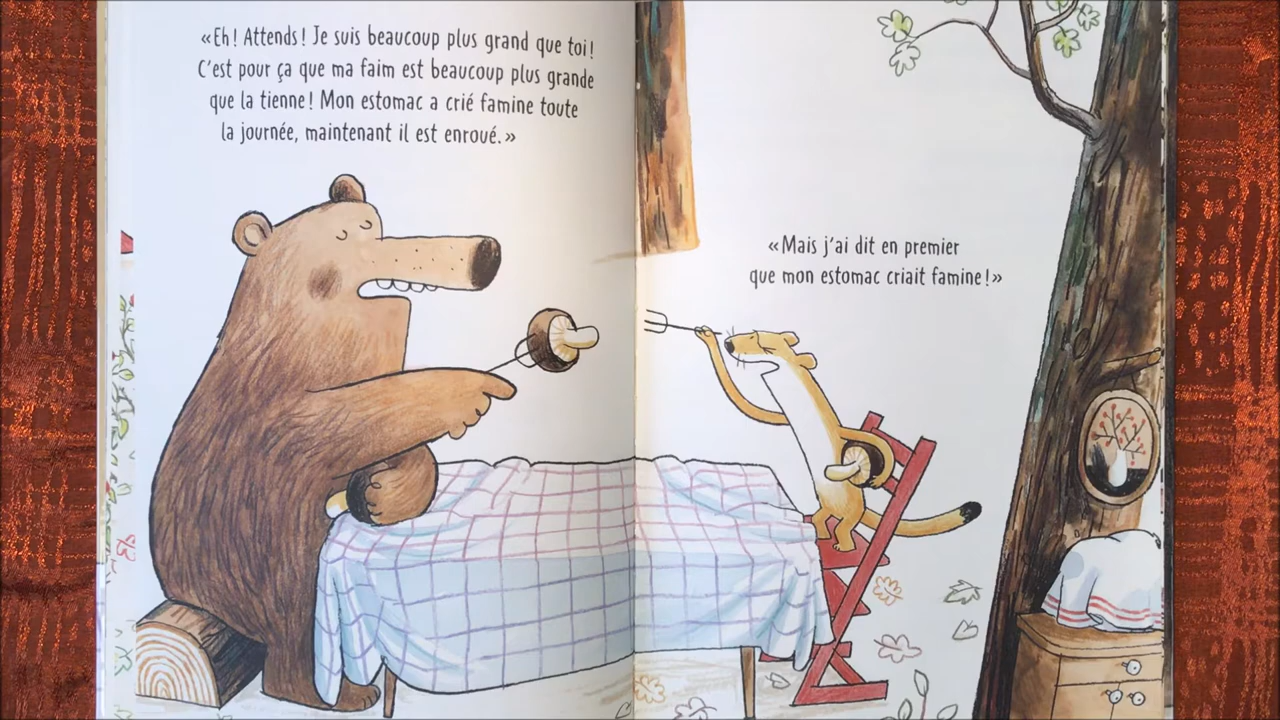 «Eh! Attends! Je suis beaucoup plus grand que toi!
C'est pour ça que ma faim est beaucoup plus grande
que la tienne! Mon estomac a crié famine toute
la journée, maintenant il est enroué.»
«Mais j'ai dit en premier
que mon estomac criait famine!»